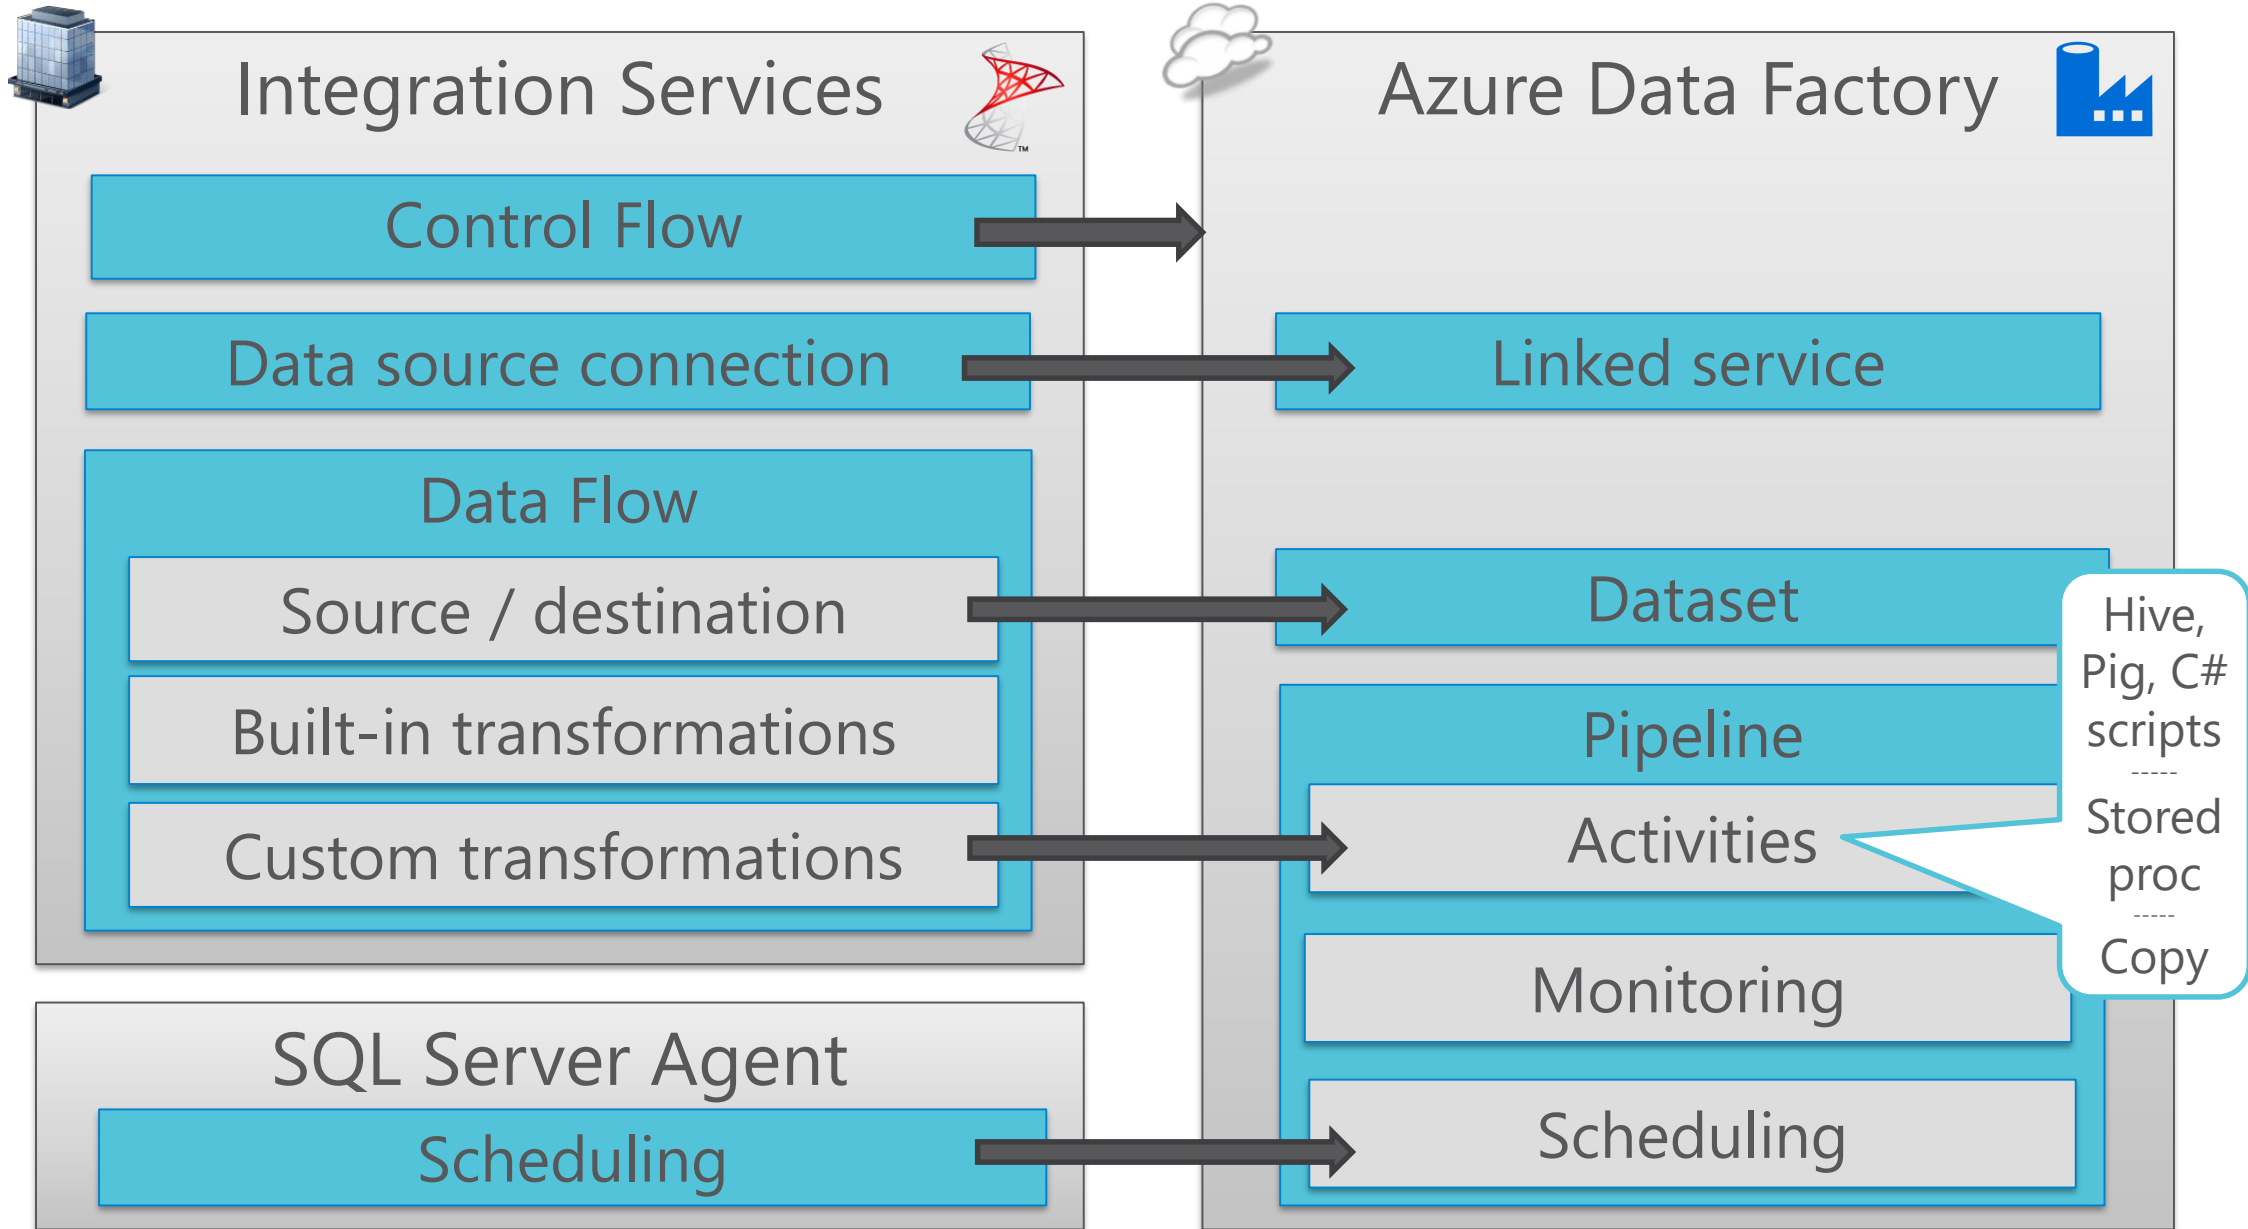 Integration Services
TM
Control Flow
Data source connection
Data Flow
Source / destination
Built-in transformations
Custom transformations
SQL Server Agent
Scheduling
Azure Data Factory
Linked service
Dataset
Pipeline
Activities
Monitoring
Scheduling
Hive,
Pig, C#
scripts
-----
Stored
proc
-----
Copy